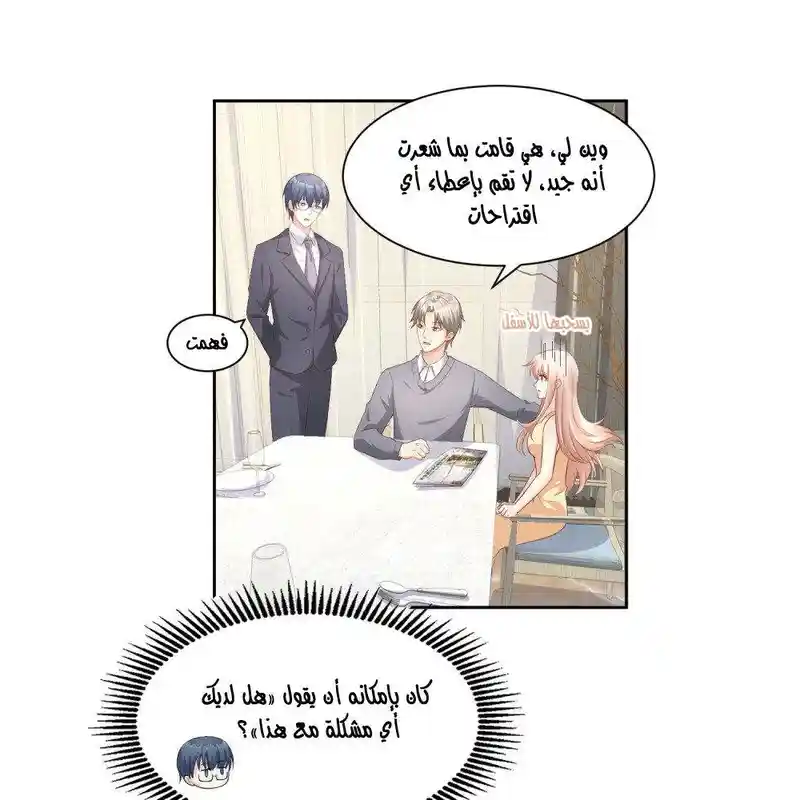 وين لي، هي قامت بما شعرت
أنه جيد، لا تقم بإعطاء أي
اقتراحات
يسحبها للأسفل
فهمت
كان بإمكانه أن يقول «هل لديك
أي مشكلة مع هذا»؟